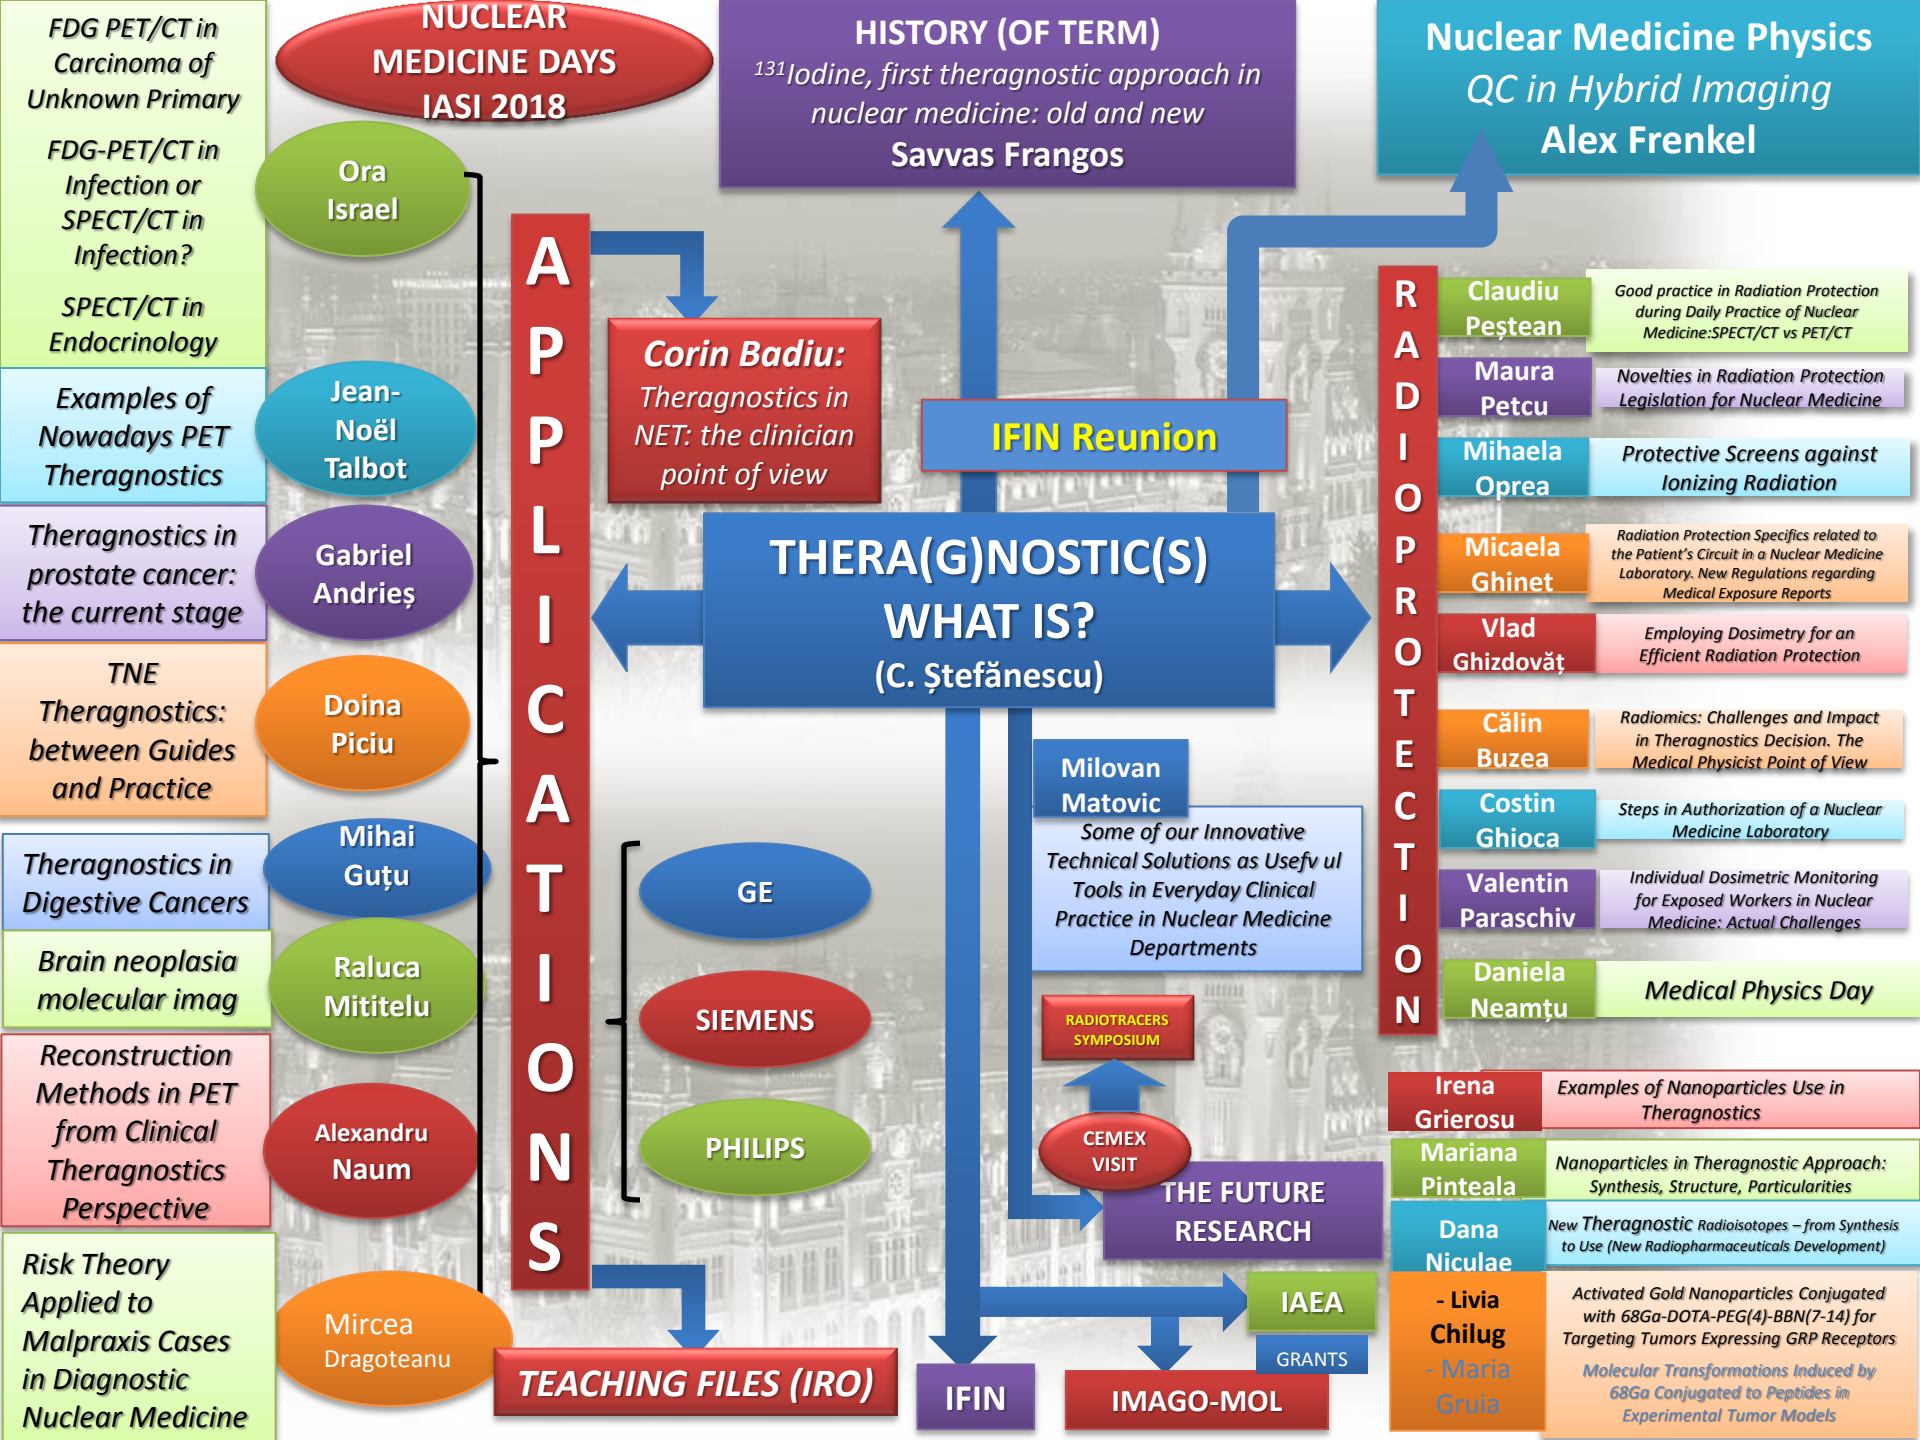 NUCLEAR
MEDICINE DAYS
IASI 2018
HISTORY (OF TERM)
131Iodine, first theragnostic approach in
nuclear medicine: old and new
Savvas Frangos
Nuclear Medicine Physics
QC in Hybrid Imaging
Alex Frenkel
FDG PET/CT in
Carcinoma of
Unknown Primary
FDG-PET/CT in
Infection or
SPECT/CT in
Infection?
SPECT/CT in
Endocrinology
Ora
Israel
Examples of
Nowadays PET
Theragnostics
Jean-
Noël
Talbot
Theragnostics in
prostate cancer:
the current stage
Gabriel
Andrieș
TNE
Theragnostics:
between Guides
and Practice
Doina
Piciu
Theragnostics in
Digestive Cancers
Mihai
Guțu
Brain neoplasia
molecular imag
Raluca
Mititelu
Reconstruction
Methods in PET
from Clinical
Theragnostics
Perspective
Alexandru
Naum
Risk Theory
Applied to
Malpraxis Cases
in Diagnostic
Nuclear Medicine
Mircea
Dragoteanu
A
P
P
L
I
C
A
T
I
O
N
S
Corin Badiu:
Theragnostics in
NET: the clinician
point of view
IFIN Reunion
THERA(G)NOSTIC(S)
WHAT IS?
(C. Ștefănescu)
GE
SIEMENS
PHILIPS
TEACHING FILES (IRO)
Milovan
Matovic
Some of our Innovative
Technical Solutions as Usefv ul
Tools in Everyday Clinical
Practice in Nuclear Medicine
Departments
RADIOTRACERS
SYMPOSIUM
CEMEX
VISIT
THE FUTURE
RESEARCH
IAEA
GRANTS
IFIN
IMAGO-MOL
R
A
D
I
O
P
R
O
T
E
C
T
I
O
N
Claudiu
Peștean
Good practice in Radiation Protection
during Daily Practice of Nuclear
Medicine:SPECT/CT vs PET/CT
Maura
Petcu
Novelties in Radiation Protection
Legislation for Nuclear Medicine
Mihaela
Oprea
Protective Screens against
Ionizing Radiation
Micaela
Ghinet
Radiation Protection Specifics related to
the Patient's Circuit in a Nuclear Medicine
Laboratory. New Regulations regarding
Medical Exposure Reports
Vlad
Ghizdovăț
Employing Dosimetry for an
Efficient Radiation Protection
Călin
Buzea
Radiomics: Challenges and Impact
in Theragnostics Decision. The
Medical Physicist Point of View
Costin
Ghioca
Steps in Authorization of a Nuclear
Medicine Laboratory
Valentin
Paraschiv
Individual Dosimetric Monitoring
for Exposed Workers in Nuclear
Medicine: Actual Challenges
Daniela
Neamțu
Medical Physics Day
Irena
Grierosu
Examples of Nanoparticles Use in
Theragnostics
Mariana
Pinteala
Nanoparticles in Theragnostic Approach:
Synthesis, Structure, Particularities
Dana
Niculae
New Theragnostic Radioisotopes – from Synthesis
to Use (New Radiopharmaceuticals Development)
- Livia
Chilug
- Maria
Gruia
Activated Gold Nanoparticles Conjugated
with 68Ga-DOTA-PEG(4)-BBN(7-14) for
Targeting Tumors Expressing GRP Receptors
Molecular Transformations Induced by
68Ga Conjugated to Peptides in
Experimental Tumor Models